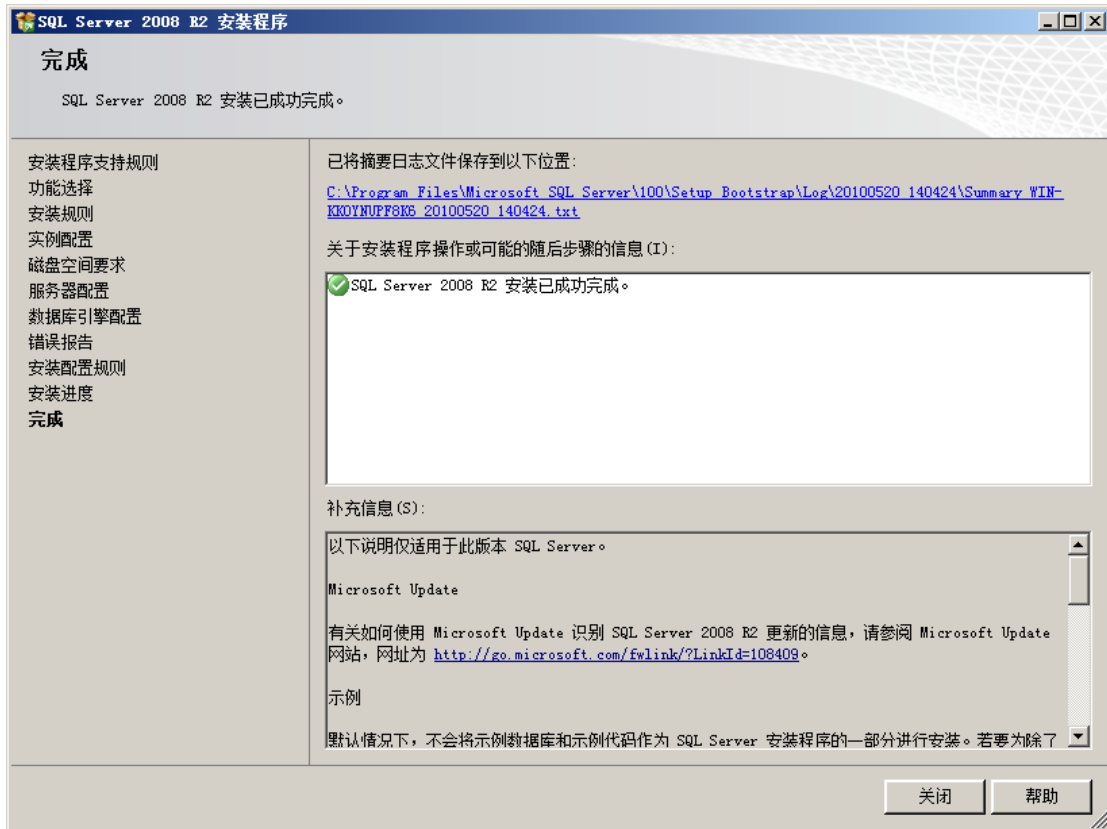 SQL Server 2008 R2 安装程序
完成
SQL Server 2008 R2 安装已成功完成。
安装程序支持规则
功能选择
安装规则
实例配置
磁盘空间要求
服务器配置
数据库引擎配置
错误报告
安装配置规则
安装进度
完成
已将摘要日志文件保存到以下位置:
C:\Program Files\Microsoft SQL Server\100\Setup Bootstrap\Log\20100520_140424\Summary_WIN-
KKOYNUPF8K6_20100520_140424.txt
关于安装程序操作或可能的随后步骤的信息(I):
SQL Server 2008 R2 安装已成功完成。
补充信息(S):
以下说明仅适用于此版本 SQL Server。
Microsoft Update
有关如何使用 Microsoft Update 识别 SQL Server 2008 R2 更新的信息，请参阅 Microsoft Update
网站，网址为 http://go.microsoft.com/fwlink/?LinkId=108409。
示例
默认情况下，不会将示例数据库和示例代码作为 SQL Server 安装程序的一部分进行安装。若要为除了
关闭
帮助